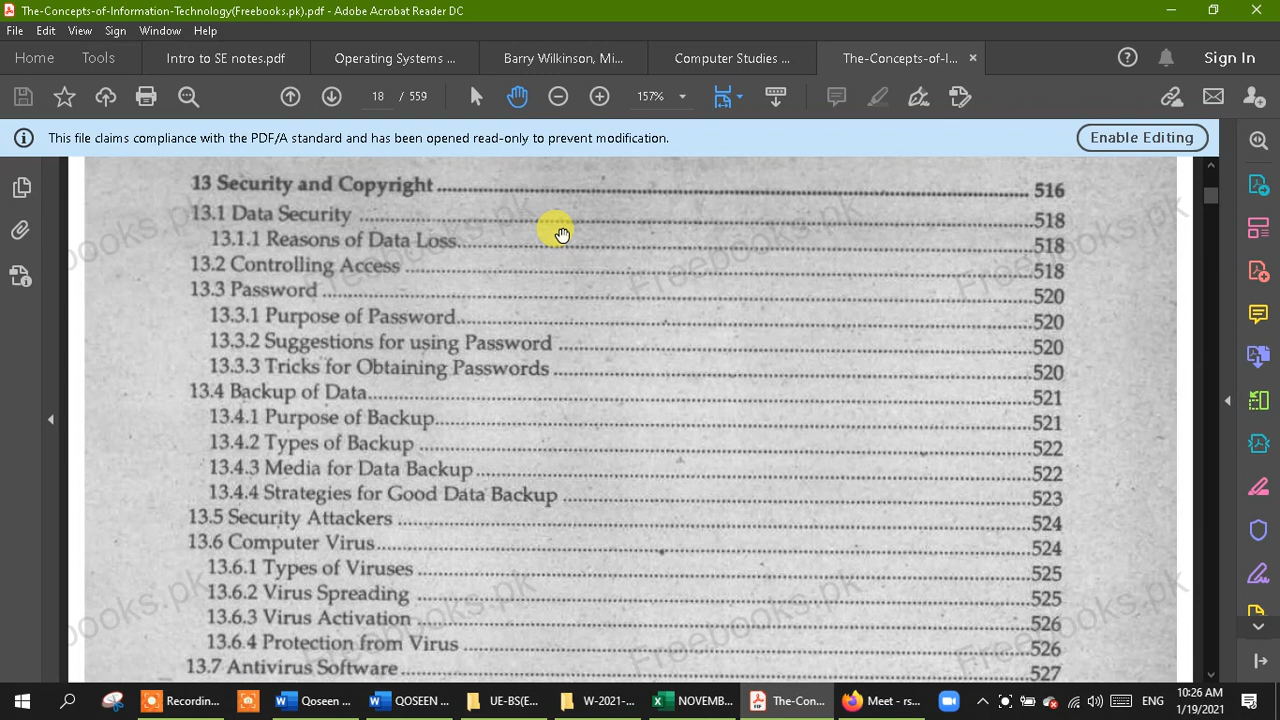 The-Concepts-of-Information-Technology(Freebooks.pk).pdf - Adobe Acrobat Reader DC
File Edit View Sign Window Help
Home Tools Intro to SE notes.pdf Operating Systems ... Barry Wilkinson, Mi... Computer Studies ... The-Concepts-of-I... × Sign In
18 / 559 157%
This file claims compliance with the PDF/A standard and has been opened read-only to prevent modification. Enable Editing
13 Security and Copyright 516
13.1 Data Security 518
13.1.1 Reasons of Data Loss 518
13.2 Controlling Access 518
13.3 Password 520
13.3.1 Purpose of Password 520
13.3.2 Suggestions for using Password 520
13.3.3 Tricks for Obtaining Passwords 520
13.4 Backup of Data 521
13.4.1 Purpose of Backup 521
13.4.2 Types of Backup 522
13.4.3 Media for Data Backup 522
13.4.4 Strategies for Good Data Backup 523
13.5 Security Attackers 524
13.6 Computer Virus 524
13.6.1 Types of Viruses 525
13.6.2 Virus Spreading 525
13.6.3 Virus Activation 526
13.6.4 Protection from Virus 526
13.7 Antivirus Software 527
Freebooks.pk
Freebooks.pk
Freebooks.pk
Freebooks.pk
Recordin... Qoseen ... QOSEEN ... UE-BS(E... W-2021-... NOVEMB... The-Con... Meet - rs... ENG 10:26 AM
1/19/2021